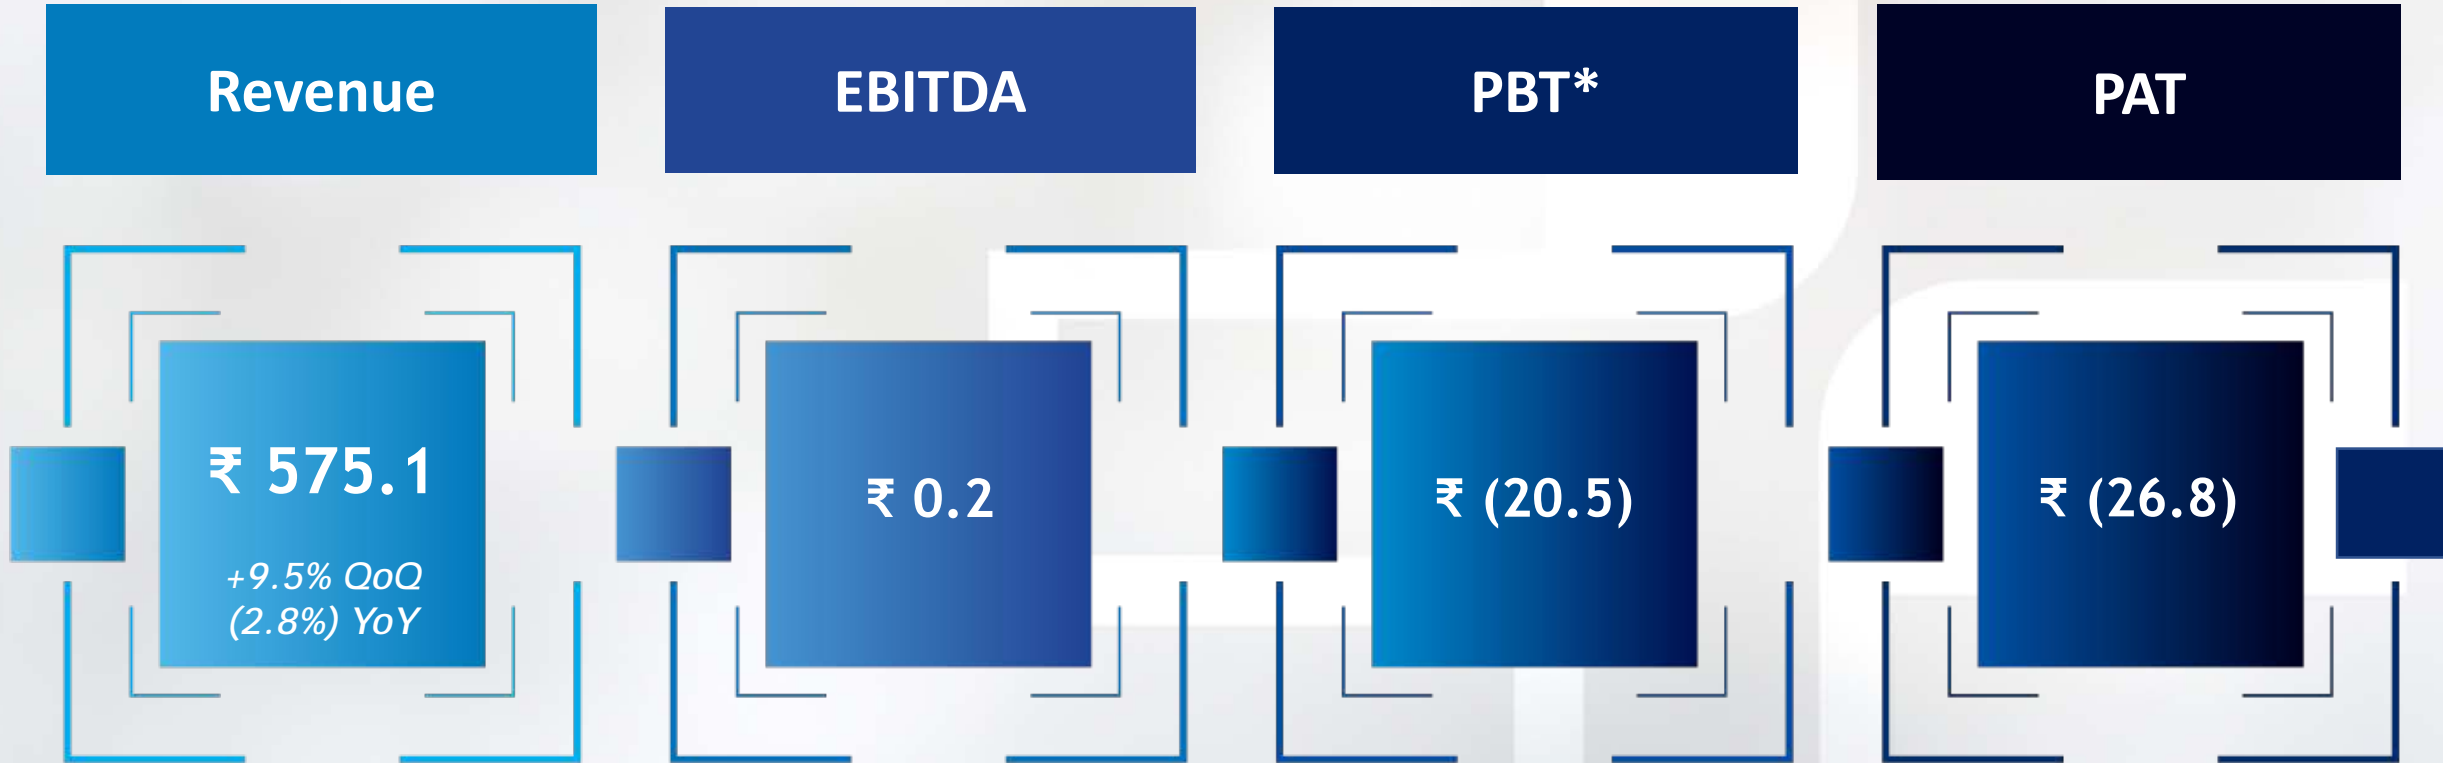 Revenue
EBITDA
PBT*
PAT
₹ 575.1
+9.5% QoQ
(2.8%) YoY
₹ 0.2
₹ (20.5)
₹ (26.8)